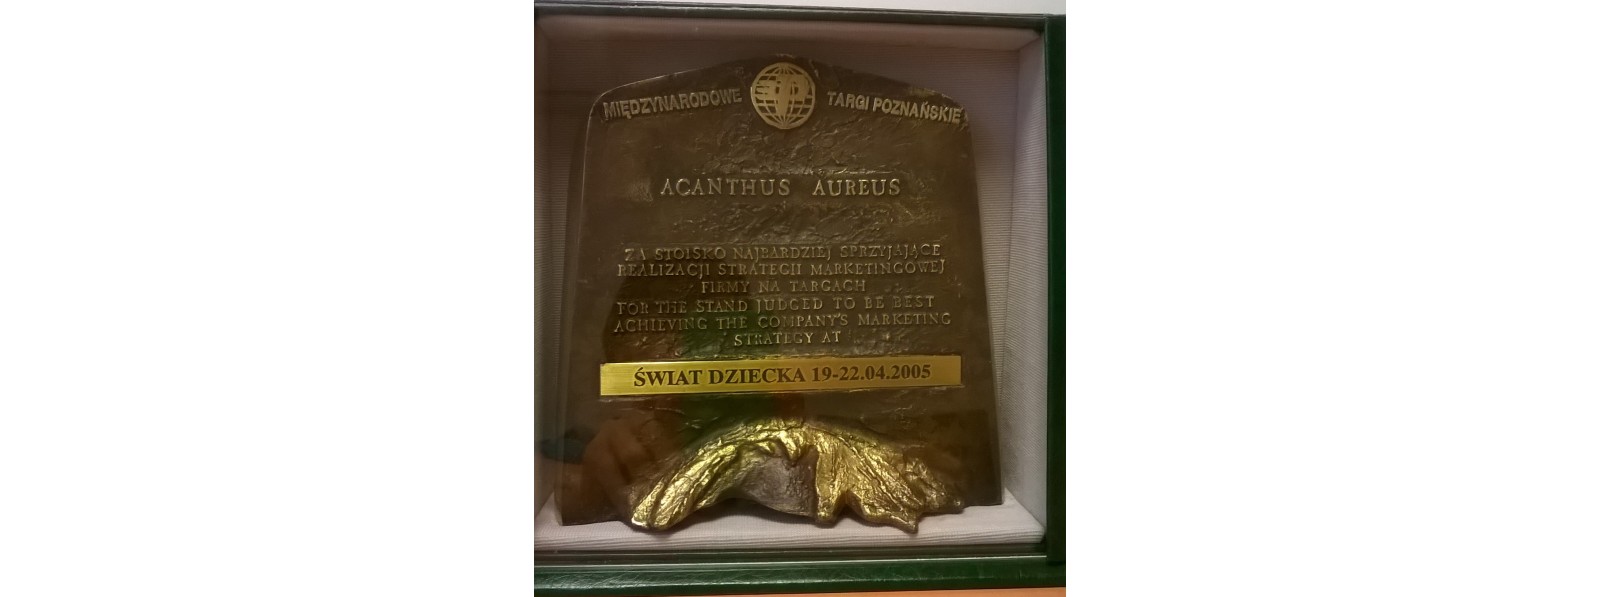 MIĘDZYNARODOWE TARGI POZNAŃSKIE
ACANTHUS AUREUS
ZA STOISKO NAJBARDZIEJ SPRZYJAJĄCE
REALIZACJI STRATEGII MARKETINGOWEJ
FIRMY NA TARGACH
FOR THE STAND JUDGED TO BE BEST
ACHIEVING THE COMPANY'S MARKETING
STRATEGY AT
ŚWIAT DZIECKA 19-22.04.2005